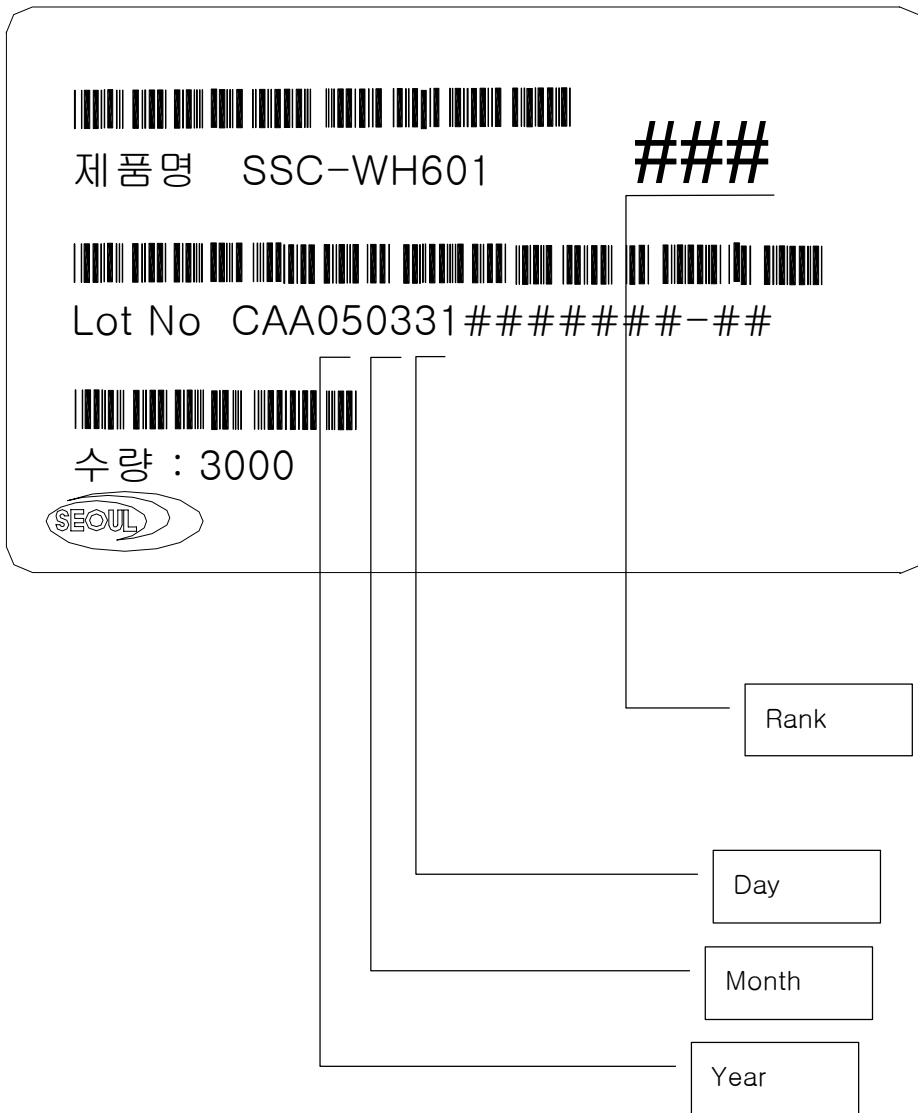 제품명 SSC-WH601
###
Lot No CAA050331#######-##
수량 : 3000
SEOUL
Rank
Day
Month
Year